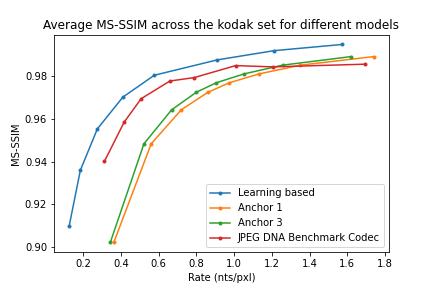 Average MS-SSIM across the kodak set for different models
MS-SSIM
0.98
0.96
0.94
0.92
0.90
Learning based
Anchor 1
Anchor 3
JPEG DNA Benchmark Codec
0.2 0.4 0.6 0.8 1.0 1.2 1.4 1.6 1.8
Rate (nts/pxl)